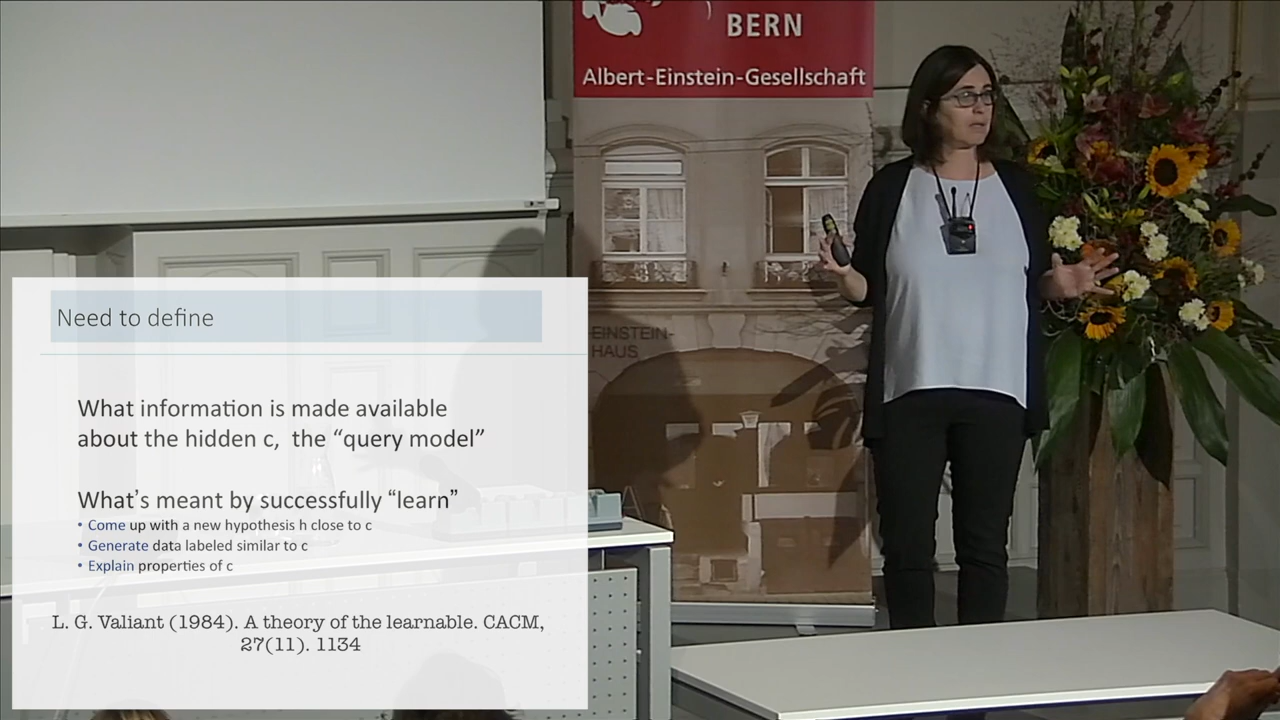 BERN
Albert-Einstein-Gesellschaft
EINSTEIN-
HAUS
Need to define
What information is made available
about the hidden c, the “query model”
What’s meant by successfully “learn”
• Come up with a new hypothesis h close to c
• Generate data labeled similar to c
• Explain properties of c
L. G. Valiant (1984). A theory of the learnable. CACM,
27(11). 1134